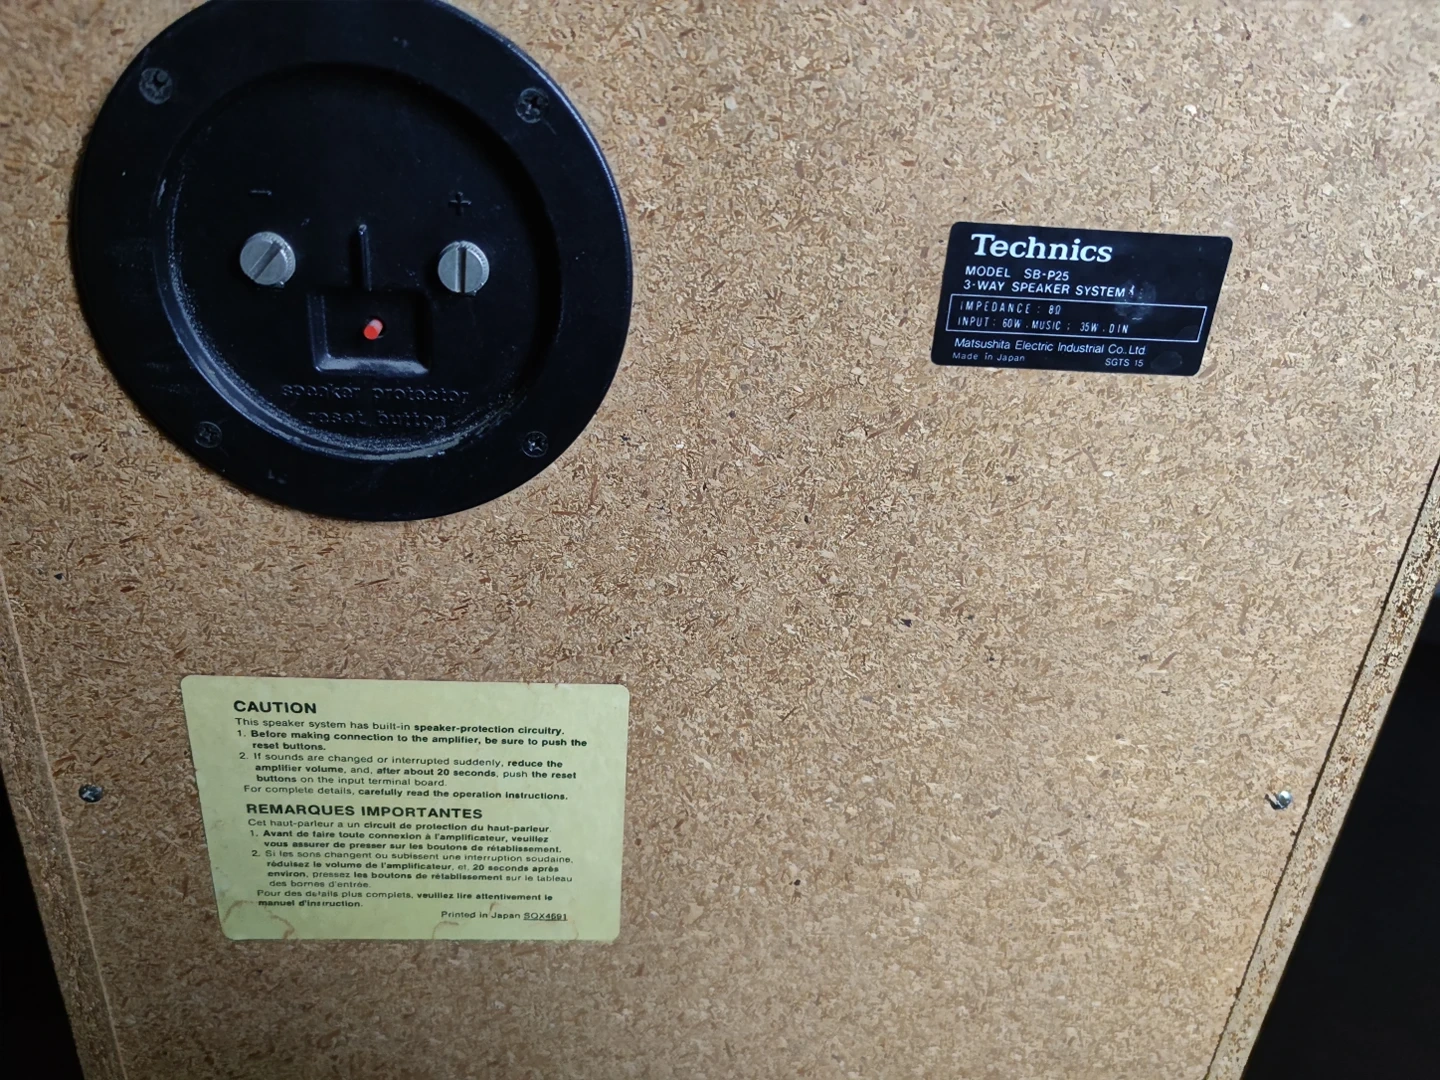 - +
speaker protector
reset button
Technics
MODEL SB-P25
3-WAY SPEAKER SYSTEM
IMPEDANCE : 8Ω
INPUT : 60W . MUSIC ; 35W . DIN
Matsushita Electric Industrial Co. Ltd.
Made in Japan SGTS 15
CAUTION
This speaker system has built-in speaker-protection circuitry.
1. Before making connection to the amplifier, be sure to push the
reset buttons.
2. If sounds are changed or interrupted suddenly, reduce the
amplifier volume, and, after about 20 seconds, push the reset
buttons on the input terminal board.
For complete details, carefully read the operation instructions.
REMARQUES IMPORTANTES
Cet haut-parleur a un circuit de protection du haut-parleur.
1. Avant de faire toute connexion à l'amplificateur, veuillez
vous assurer de presser sur les boutons de rétablissement.
2. Si les sons changent ou subissent une interruption soudaine,
réduisez le volume de l'amplificateur, et, 20 seconds après
environ, pressez les boutons de rétablissement sur le tableau
des bornes d'entrée.
Pour des details plus complets, veuillez lire attentivement le
manuel d'instruction.
Printed in Japan SQX4691